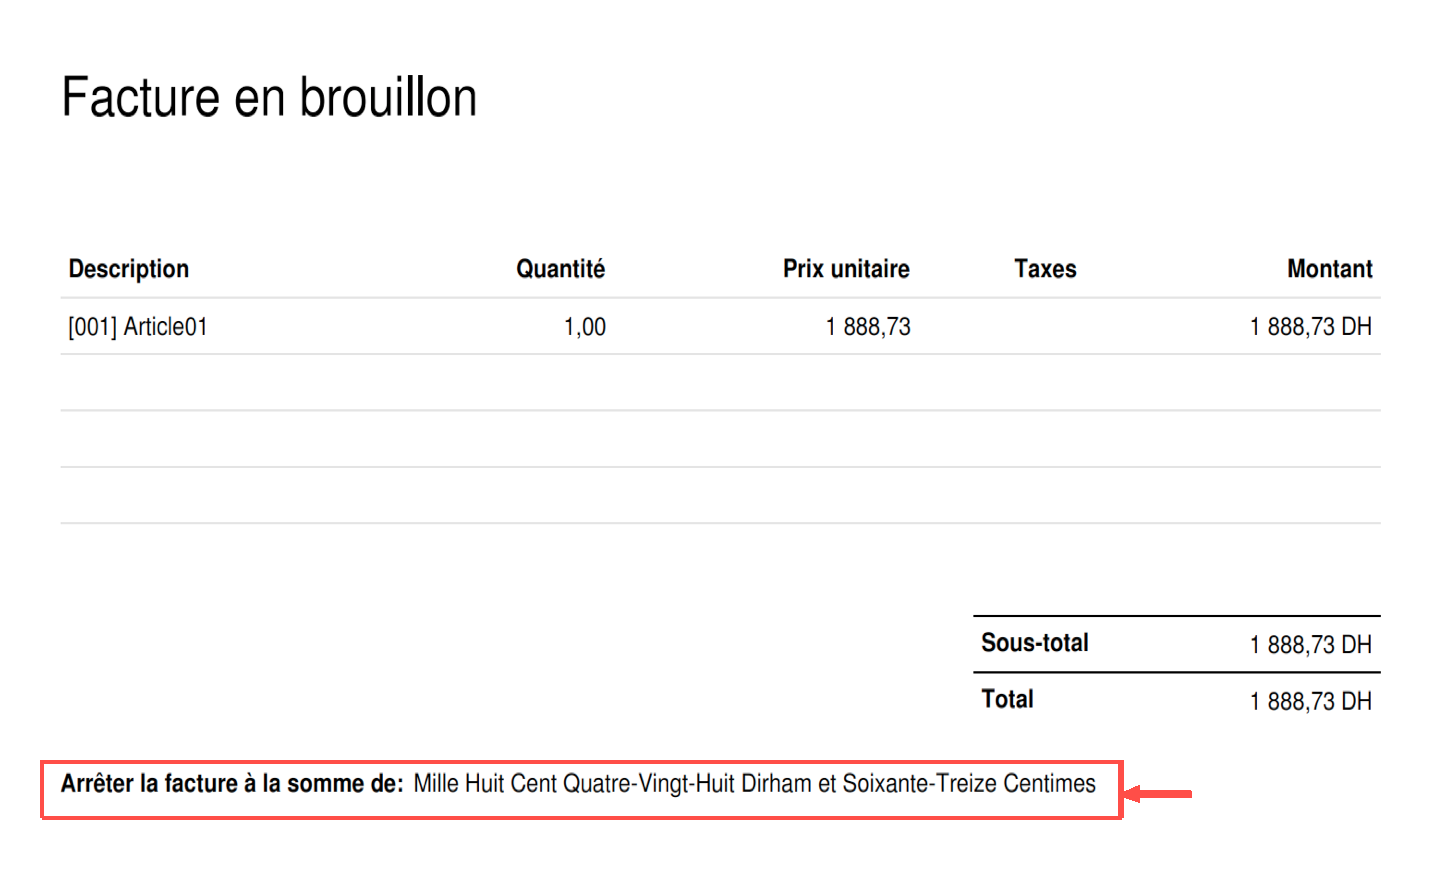 Facture en brouillon
Description Quantité Prix unitaire Taxes Montant
[001] Article01 1,00 1 888,73 1 888,73 DH
Sous-total 1 888,73 DH
Total 1 888,73 DH
Arrêter la facture à la somme de: Mille Huit Cent Quatre-Vingt-Huit Dirham et Soixante-Treize Centimes